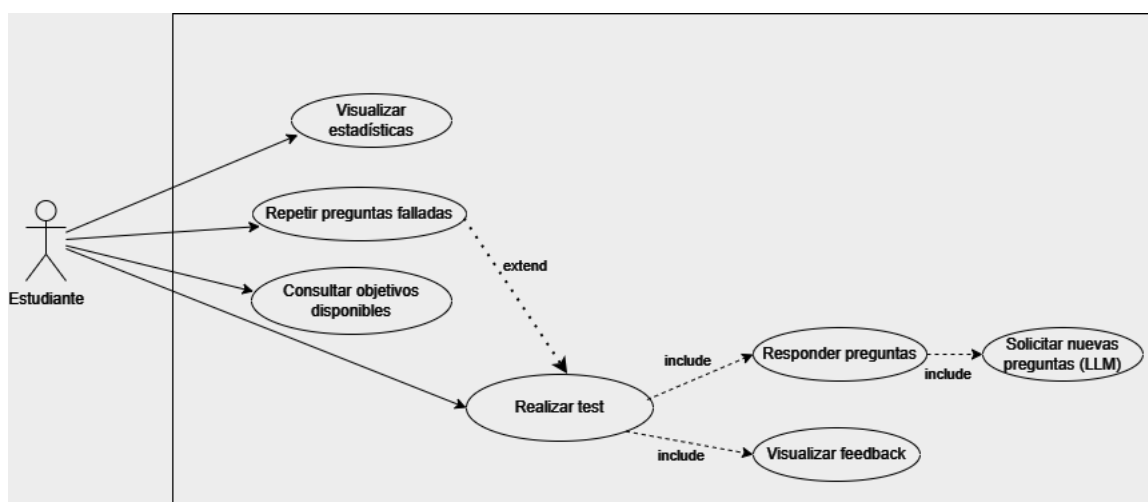 Visualizar
estadísticas
Repetir preguntas falladas
extend
Estudiante
Consultar objetivos
disponibles
Realizar test
include
Responder preguntas
include
Solicitar nuevas
preguntas (LLM)
include
Visualizar feedback